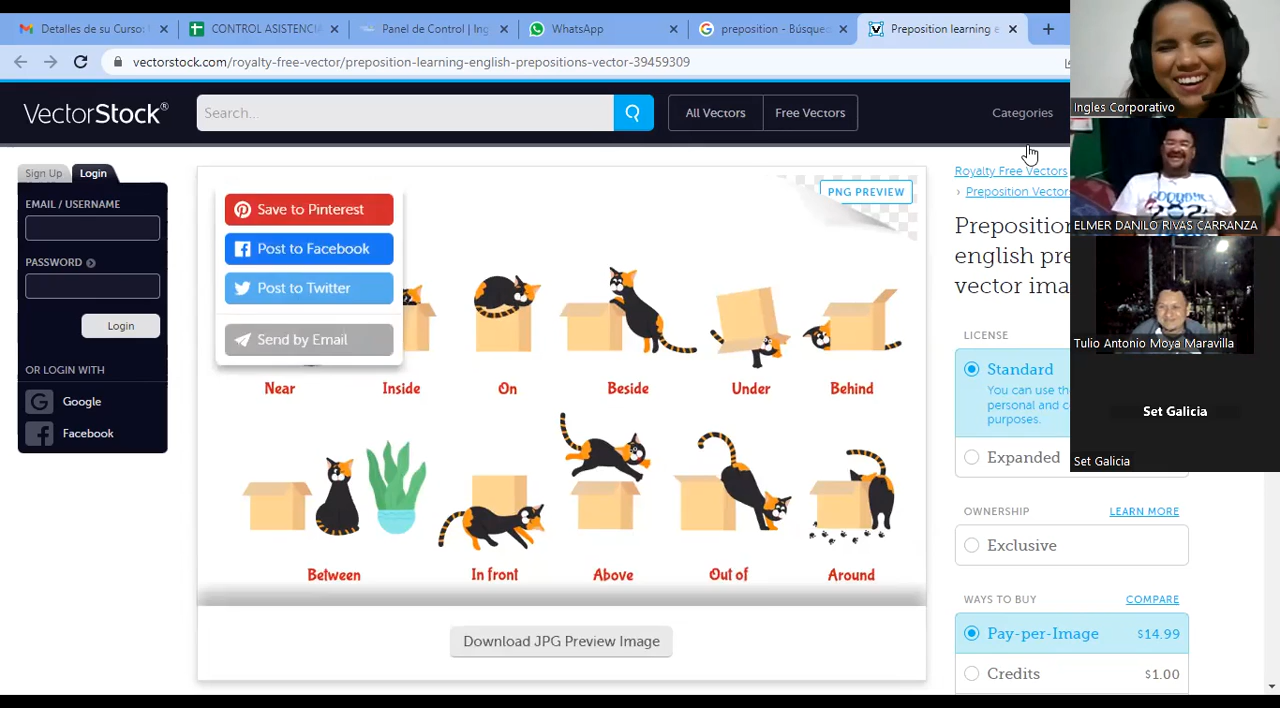 Detalles de su Cursos
CONTROL ASISTENCIA
Panel de Control | Ing
WhatsApp
preposition - Búsqued
Preposition learning e
vectorstock.com/royalty-free-vector/preposition-learning-english-prepositions-vector-39459309
VectorStock®
Search...
All Vectors
Free Vectors
Categories
Ingles Corporativo
Sign Up
Login
EMAIL / USERNAME
PASSWORD
Login
OR LOGIN WITH
Google
Facebook
Save to Pinterest
Post to Facebook
Post to Twitter
Send by Email
PNG PREVIEW
Near
Inside
On
Beside
Under
Behind
Between
In front
Above
Out of
Around
Download JPG Preview Image
Royalty Free Vectors
› Preposition Vector
Preposition
english pre
vector ima
LICENSE
Standard
You can use th
personal and c
purposes.
Expanded
OWNERSHIP
LEARN MORE
Exclusive
WAYS TO BUY
COMPARE
Pay-per-Image
$14.99
Credits
$1.00
GOODBYE
ELMER DANILO RIVAS CARRANZA
Tulio Antonio Moya Maravilla
Set Galicia
Set Galicia